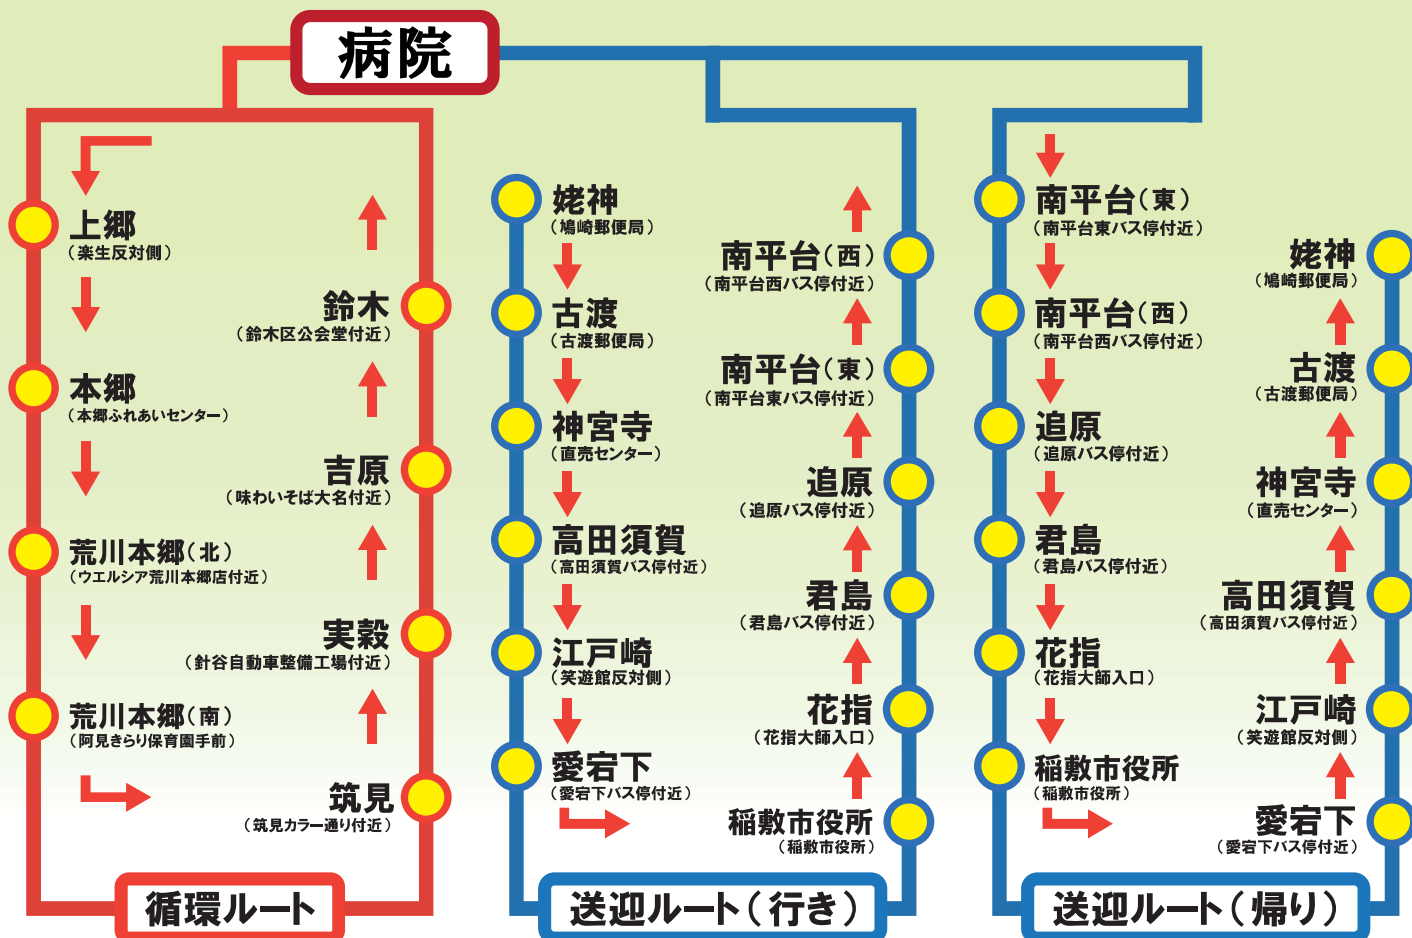 病院
上郷
（楽生反対側）
本郷
（本郷ふれあいセンター）
荒川本郷（北）
（ウエルシア荒川本郷店付近）
荒川本郷（南）
（阿見きらり保育園手前）
鈴木
（鈴木区公会堂付近）
吉原
（味わいそば大名付近）
実穀
（針谷自動車整備工場付近）
筑見
（筑見カラー通り付近）
循環ルート
姥神
（鳩崎郵便局）
古渡
（古渡郵便局）
神宮寺
（直売センター）
高田須賀
（高田須賀バス停付近）
江戸崎
（笑遊館反対側）
愛宕下
（愛宕下バス停付近）
南平台（西）
（南平台西バス停付近）
南平台（東）
（南平台東バス停付近）
追原
（追原バス停付近）
君島
（君島バス停付近）
花指
（花指大師入口）
稲敷市役所
（稲敷市役所）
送迎ルート（行き）
南平台（東）
（南平台東バス停付近）
南平台（西）
（南平台西バス停付近）
追原
（追原バス停付近）
君島
（君島バス停付近）
花指
（花指大師入口）
稲敷市役所
（稲敷市役所）
姥神
（鳩崎郵便局）
古渡
（古渡郵便局）
神宮寺
（直売センター）
高田須賀
（高田須賀バス停付近）
江戸崎
（笑遊館反対側）
愛宕下
（愛宕下バス停付近）
送迎ルート（帰り）